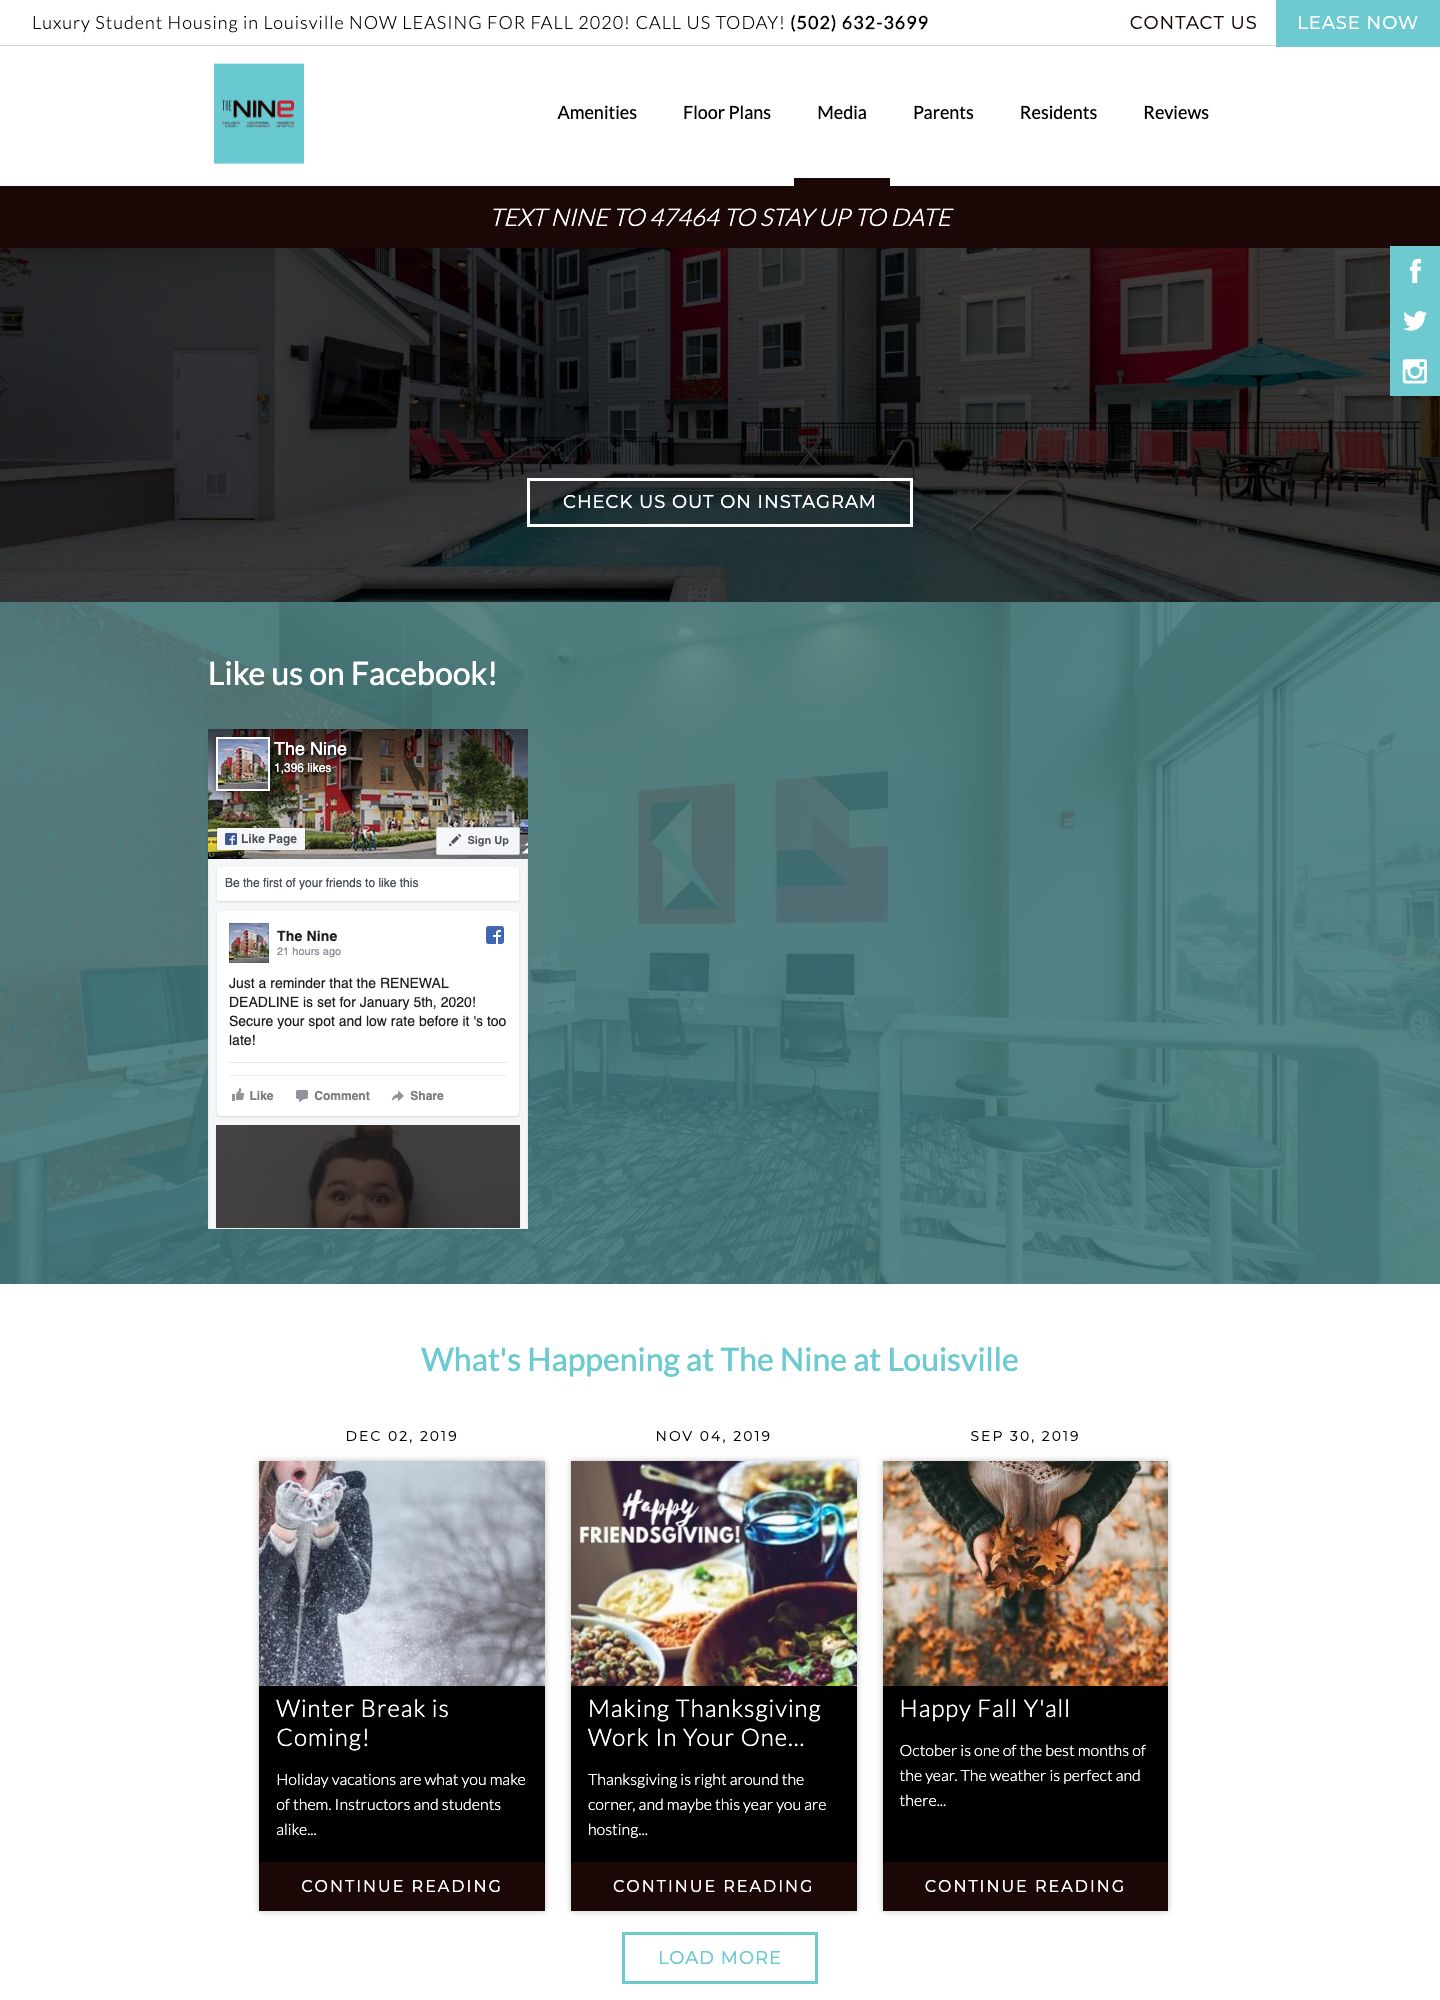 Luxury Student Housing in Louisville NOW LEASING FOR FALL 2020! CALL US TODAY! (502) 632-3699
CONTACT US
LEASE NOW
THE NINE
Amenities
Floor Plans
Media
Parents
Residents
Reviews
TEXT NINE TO 47464 TO STAY UP TO DATE
CHECK US OUT ON INSTAGRAM
Like us on Facebook!
The Nine
1,396 likes
Like Page
Sign Up
Be the first of your friends to like this
The Nine
21 hours ago
Just a reminder that the RENEWAL
DEADLINE is set for January 5th, 2020!
Secure your spot and low rate before it 's too
late!
Like
Comment
Share
What's Happening at The Nine at Louisville
DEC 02, 2019
Winter Break is
Coming!
Holiday vacations are what you make
of them. Instructors and students
alike...
CONTINUE READING
NOV 04, 2019
Happy
FRIENDSGIVING!
Making Thanksgiving
Work In Your One...
Thanksgiving is right around the
corner, and maybe this year you are
hosting...
CONTINUE READING
SEP 30, 2019
Happy Fall Y'all
October is one of the best months of
the year. The weather is perfect and
there...
CONTINUE READING
LOAD MORE